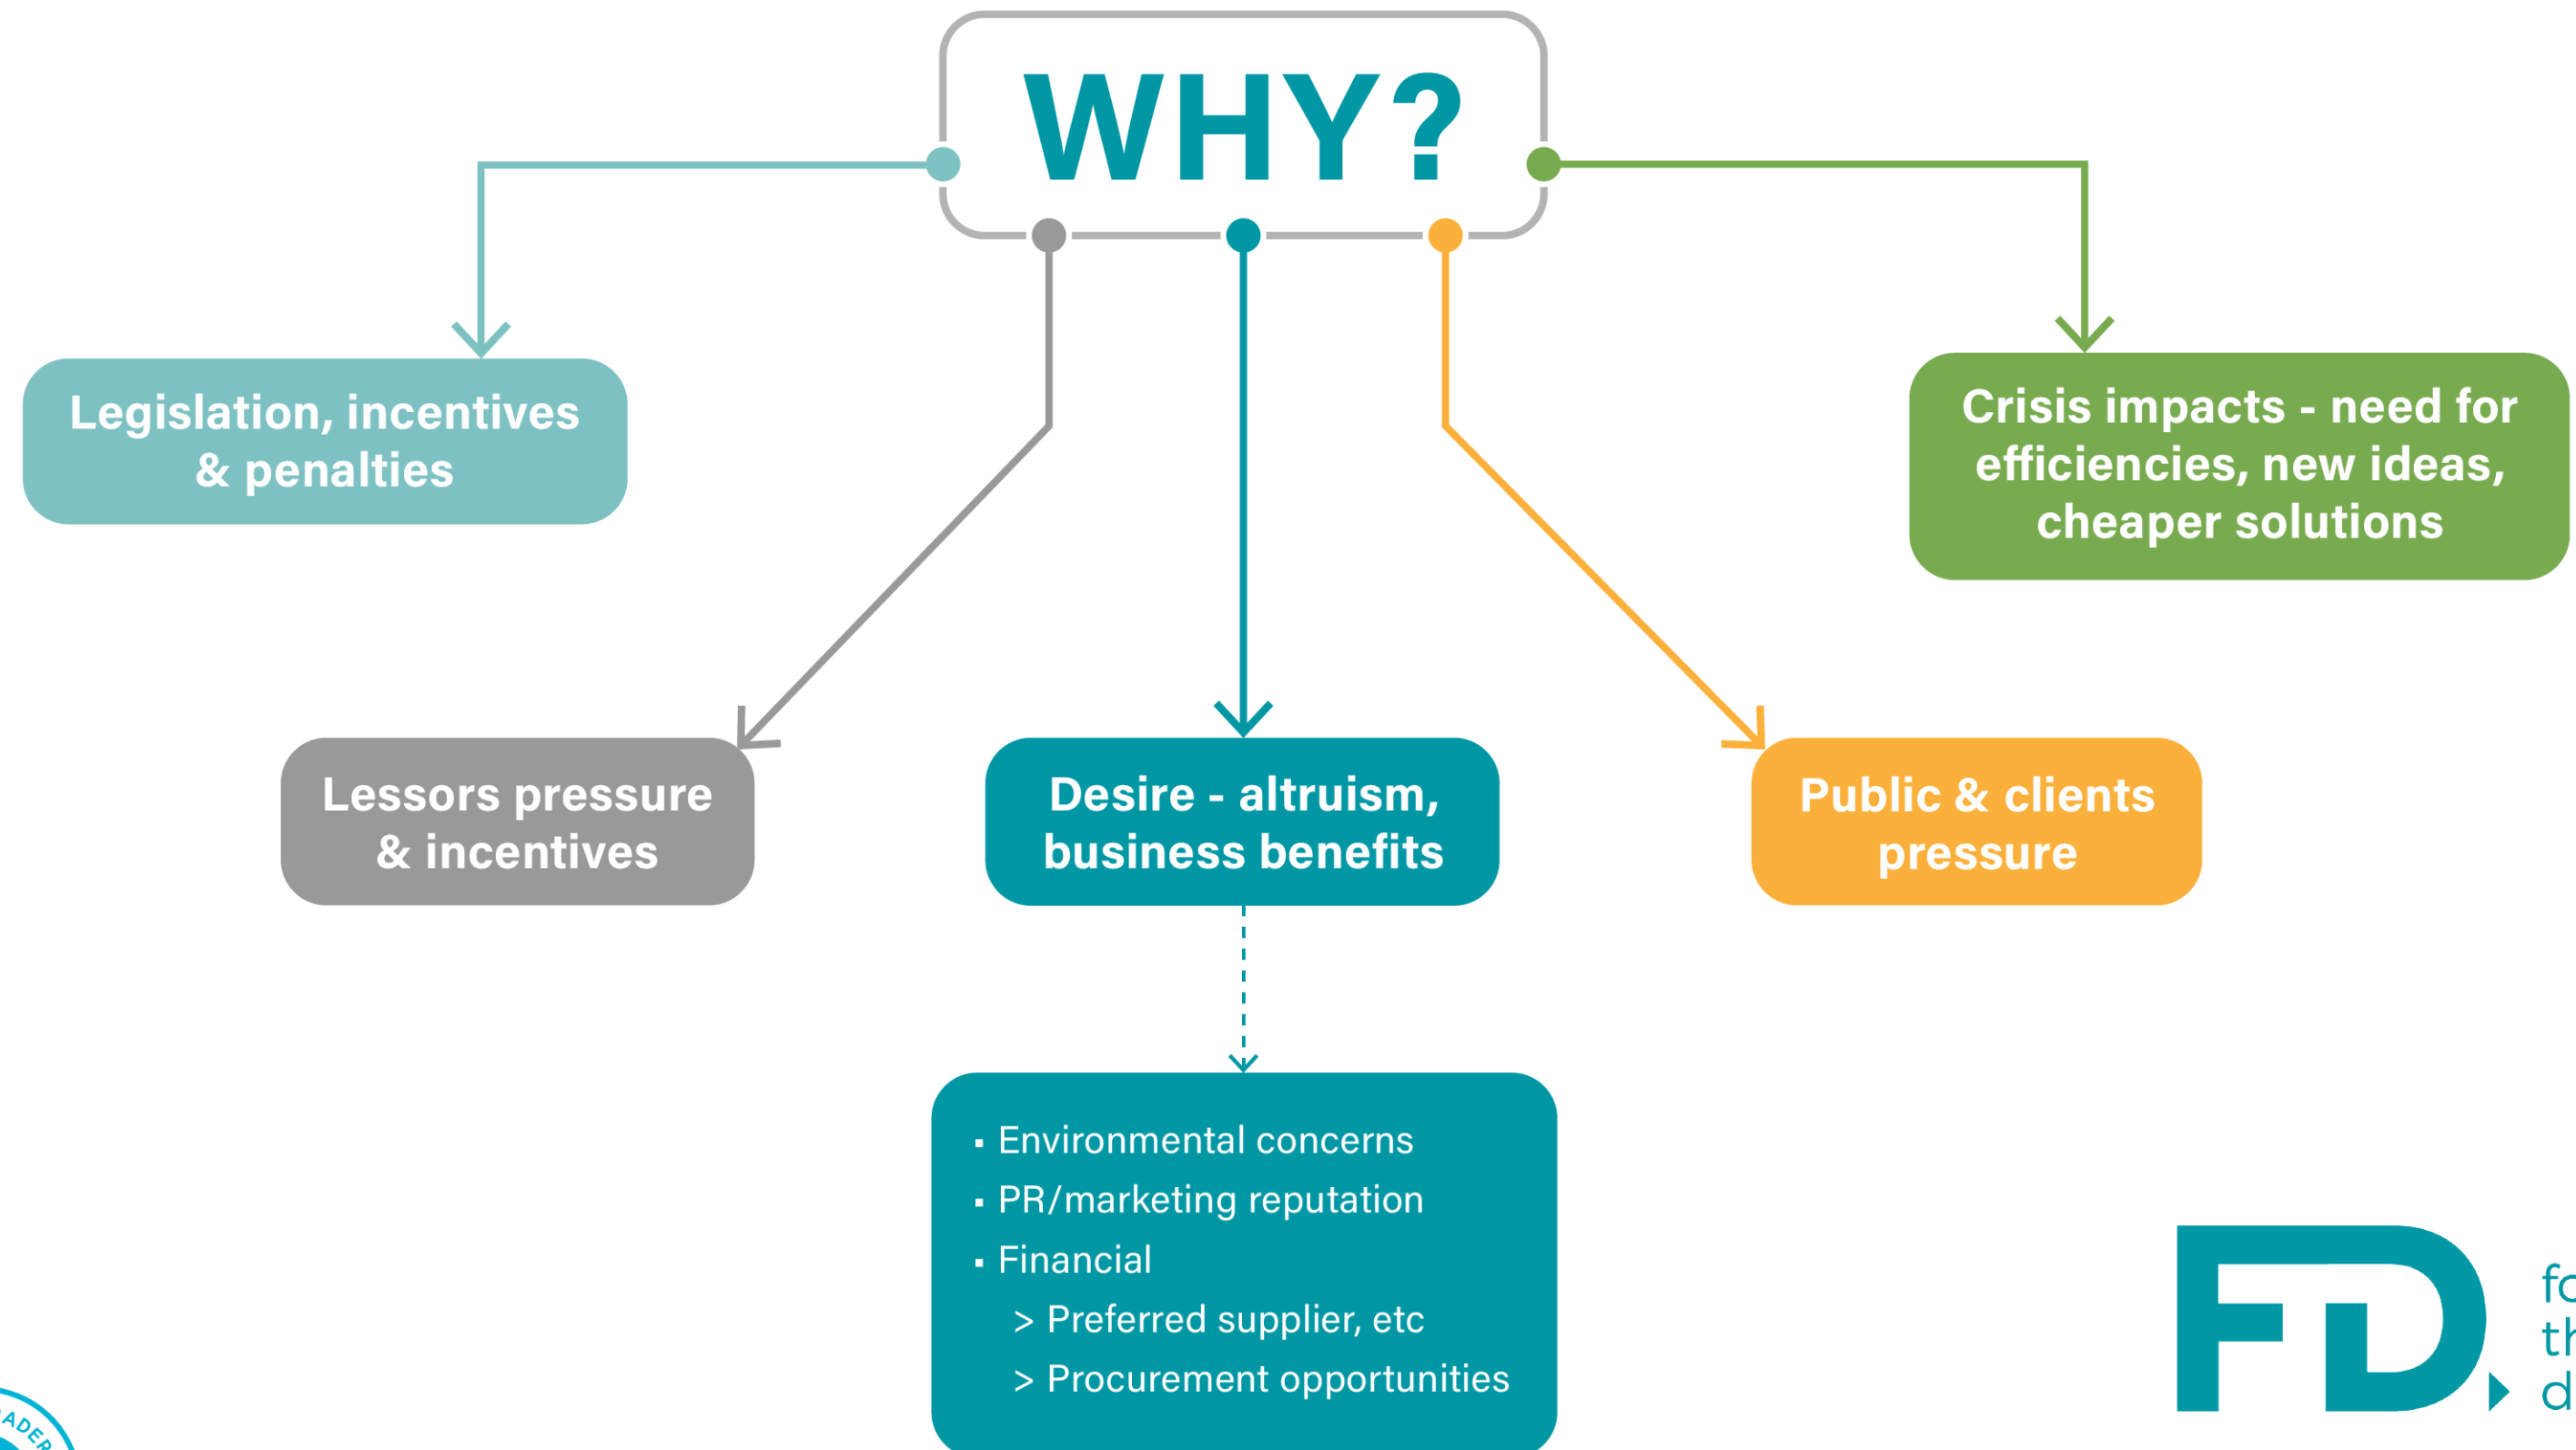 WHY?
Legislation, incentives
& penalties
Crisis impacts - need for
efficiencies, new ideas,
cheaper solutions
Lessors pressure
& incentives
Desire - altruism,
business benefits
Public & clients
pressure
▪ Environmental concerns
▪ PR/marketing reputation
▪ Financial
> Preferred supplier, etc
> Procurement opportunities
FD